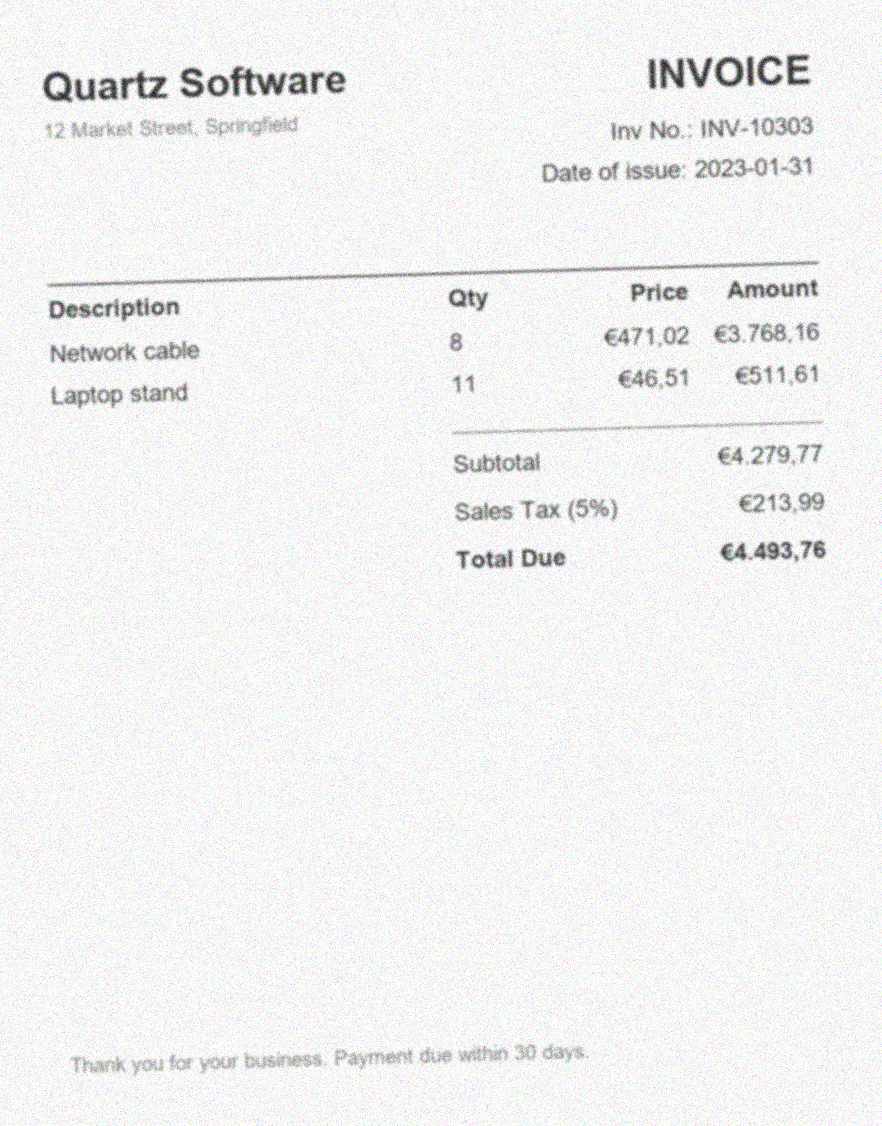 Quartz Software
12 Market Street, Springfield
INVOICE
Inv No.: INV-10303
Date of issue: 2023-01-31
Description Qty Price Amount
Network cable 8 €471,02 €3.768,16
Laptop stand 11 €46,51 €511,61
Subtotal €4.279,77
Sales Tax (5%) €213,99
Total Due €4.493,76
Thank you for your business. Payment due within 30 days.